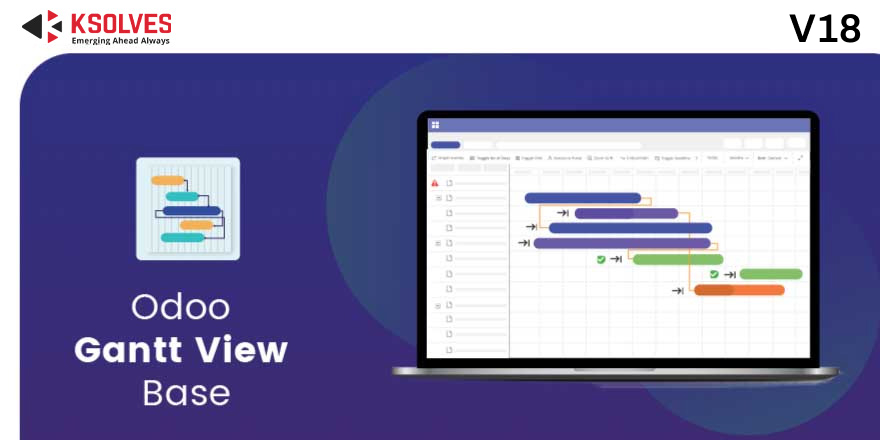 KSOLVES
Emerging Ahead Always
V18
Odoo
Gantt View
Base